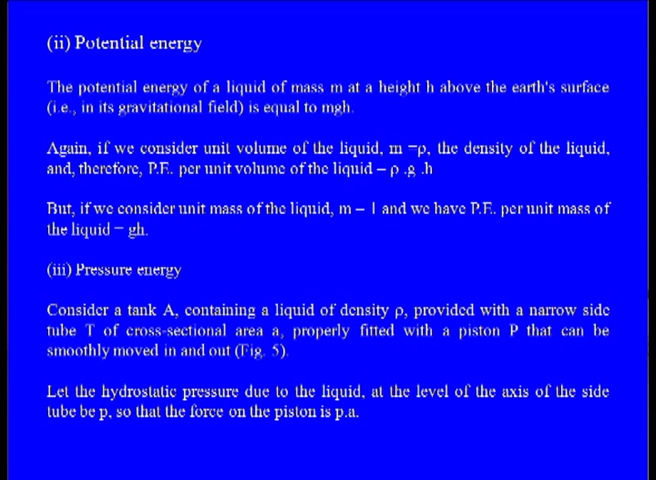 (ii) Potential energy
The potential energy of a liquid of mass m at a height h above the earth's surface
(i.e., in its gravitational field) is equal to mgh.
Again, if we consider unit volume of the liquid, m =ρ, the density of the liquid,
and, therefore, P.E. per unit volume of the liquid = ρ .g .h
But, if we consider unit mass of the liquid, m = 1 and we have P.E. per unit mass of
the liquid = gh.
(iii) Pressure energy
Consider a tank A, containing a liquid of density ρ, provided with a narrow side
tube T of cross-sectional area a, properly fitted with a piston P that can be
smoothly moved in and out (Fig. 5).
Let the hydrostatic pressure due to the liquid, at the level of the axis of the side
tube be p, so that the force on the piston is p.a.